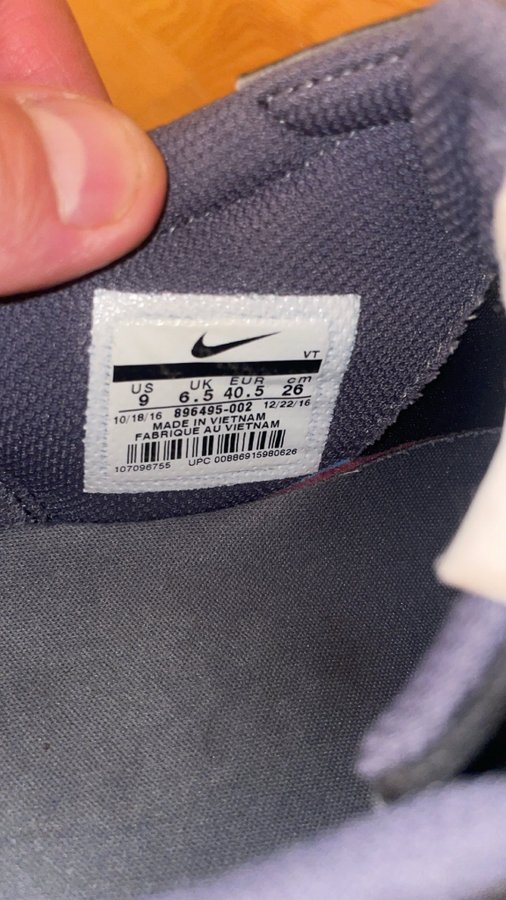 VT
US UK EUR cm
9 6.5 40.5 26
10/18/16 896495-002 12/22/16
MADE IN VIETNAM
FABRIQUE AU VIETNAM
107096755 UPC 00886915980626